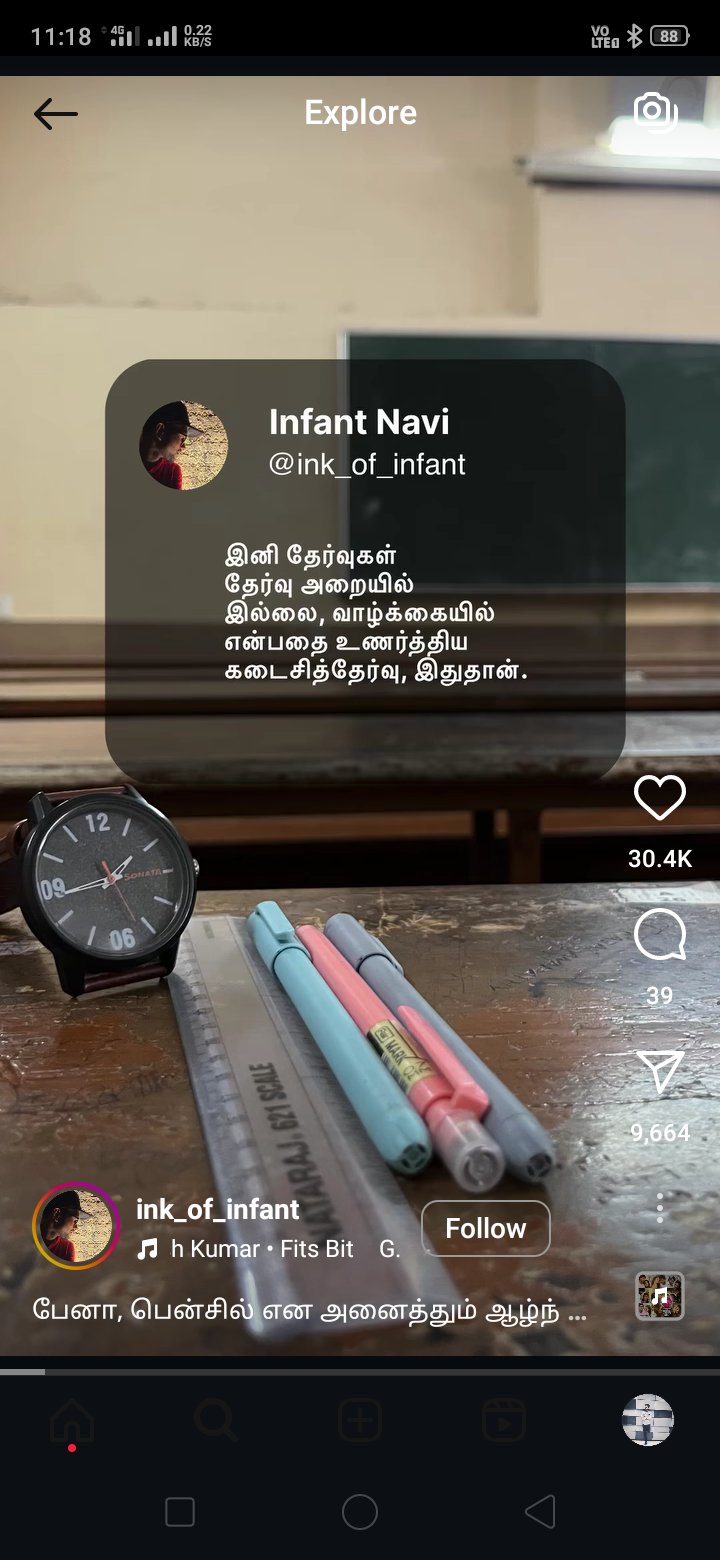 11:18 4G 0.22 KB/S VO LTE 88
Explore
Infant Navi
@ink_of_infant
இனி தேர்வுகள்
தேர்வு அறையில்
இல்லை, வாழ்க்கையில்
என்பதை உணர்த்திய
கடைசித்தேர்வு, இதுதான்.
30.4K
12
09
SONATA
06
39
MARK
NATARAJ 621 SCALE
9,664
ink_of_infant
Follow
h Kumar • Fits Bit G.
பேனா, பென்சில் என அனைத்தும் ஆழ்ந் ...